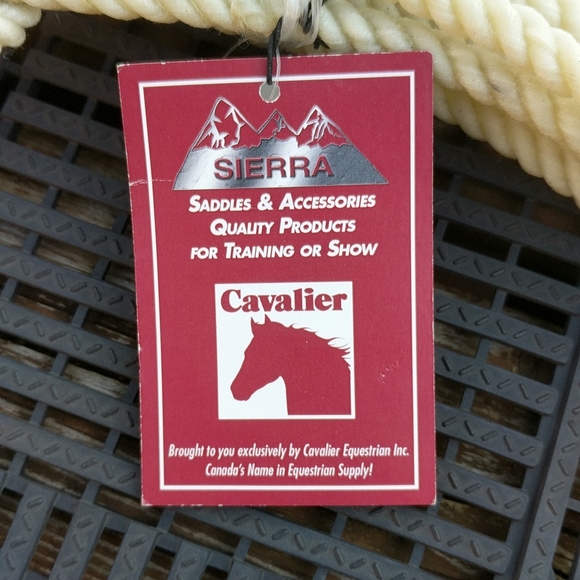 SIERRA
SADDLES & ACCESSORIES
QUALITY PRODUCTS
FOR TRAINING OR SHOW
Cavalier
Brought to you exclusively by Cavalier Equestrian Inc.
Canada's Name in Equestrian Supply!